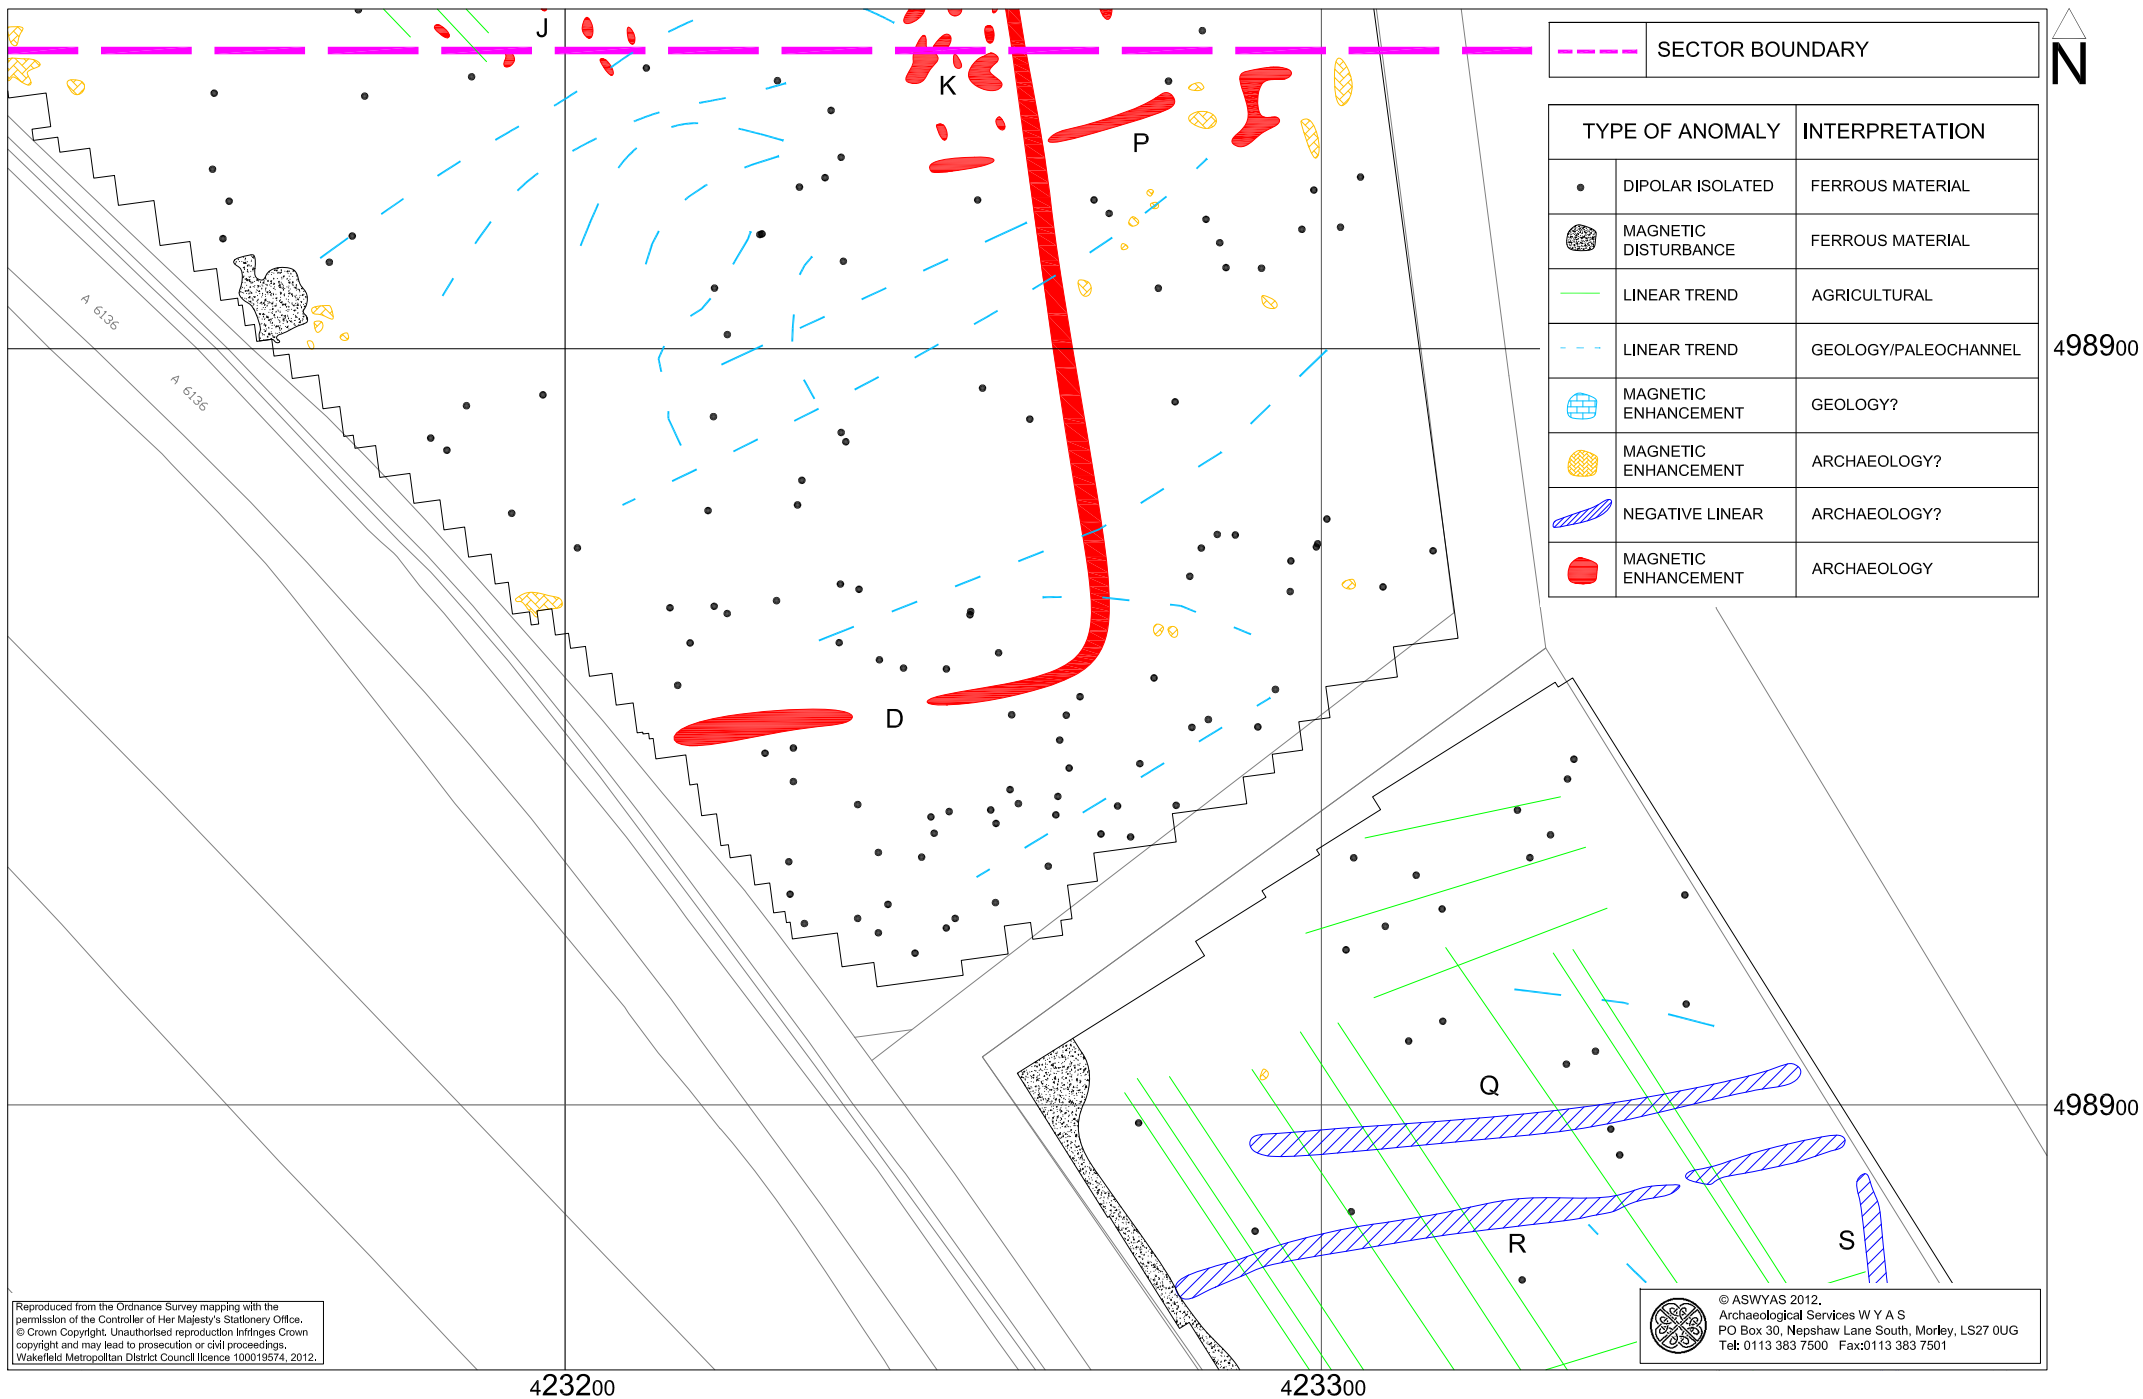 J
SECTOR BOUNDARY
N
K
P
TYPE OF ANOMALY INTERPRETATION
DIPOLAR ISOLATED FERROUS MATERIAL
MAGNETIC
DISTURBANCE
FERROUS MATERIAL
LINEAR TREND AGRICULTURAL
LINEAR TREND GEOLOGY/PALEOCHANNEL
MAGNETIC
ENHANCEMENT
GEOLOGY?
MAGNETIC
ENHANCEMENT
ARCHAEOLOGY?
NEGATIVE LINEAR ARCHAEOLOGY?
MAGNETIC
ENHANCEMENT
ARCHAEOLOGY
A 6136
A 6136
498900
D
Q
498900
R
S
Reproduced from the Ordnance Survey mapping with the
permission of the Controller of Her Majesty's Stationery Office.
© Crown Copyright. Unauthorised reproduction infringes Crown
copyright and may lead to prosecution or civil proceedings.
Wakefield Metropolitan District Council licence 100019574, 2012.
© ASWYAS 2012.
Archaeological Services W Y A S
PO Box 30, Nepshaw Lane South, Morley, LS27 0UG
Tel: 0113 383 7500 Fax:0113 383 7501
423200
423300